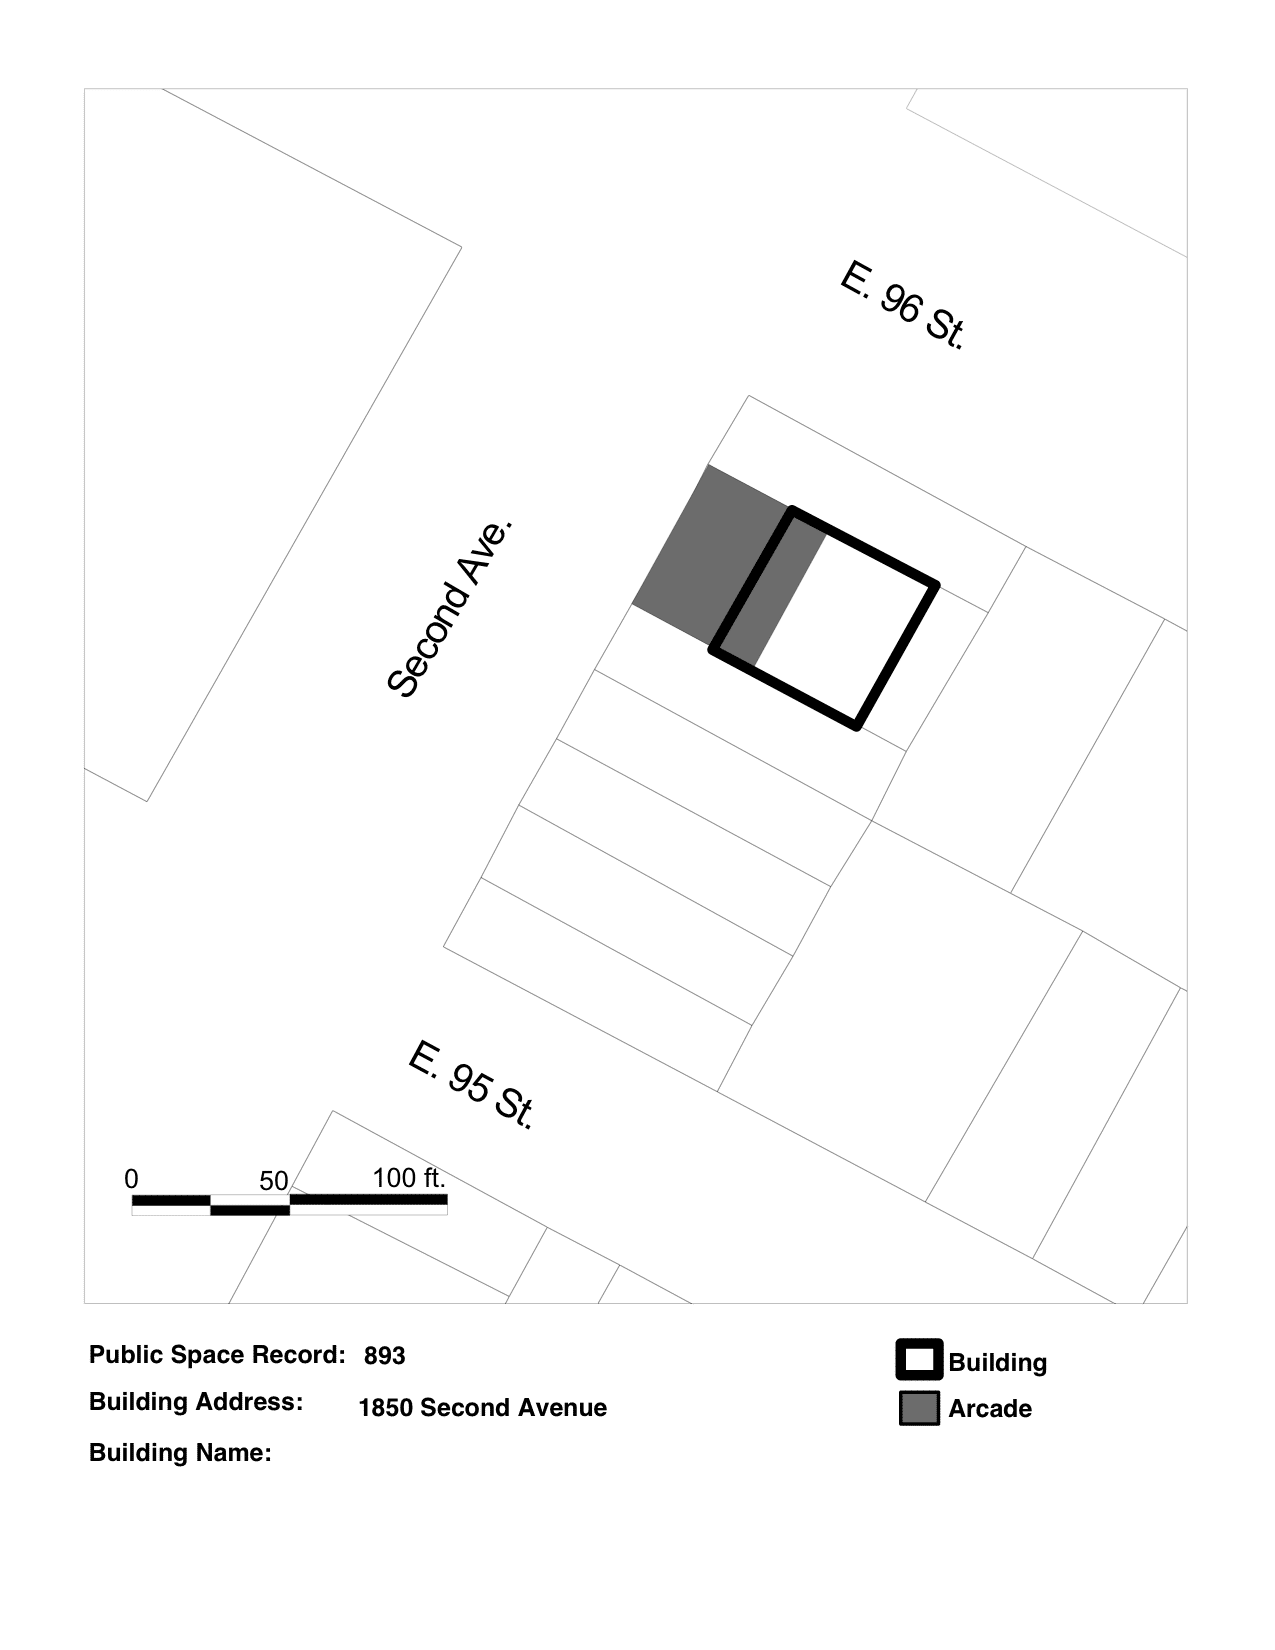 E. 96 St.
Second Ave.
E. 95 St.
0 50 100 ft.
Public Space Record: 893
Building Address: 1850 Second Avenue
Building Name:
Building
Arcade